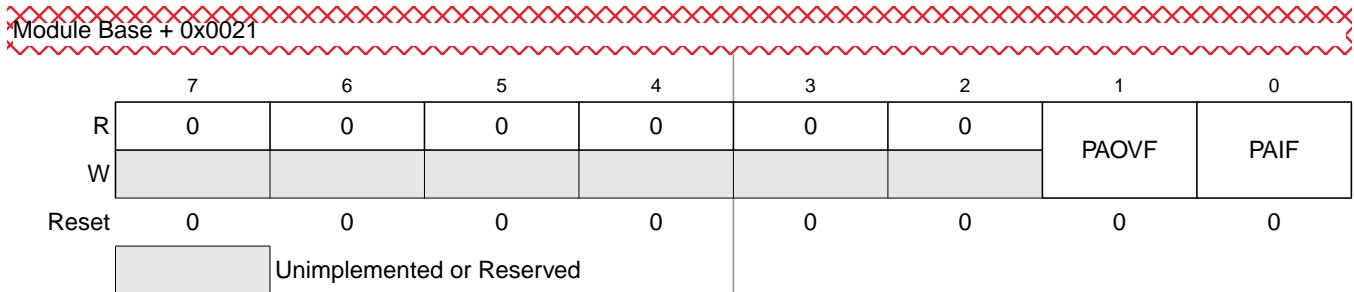 Module Base + 0x0021
7 6 5 4 3 2 1 0
R 0 0 0 0 0 0 PAOVF PAIF
W
Reset 0 0 0 0 0 0 0 0
Unimplemented or Reserved